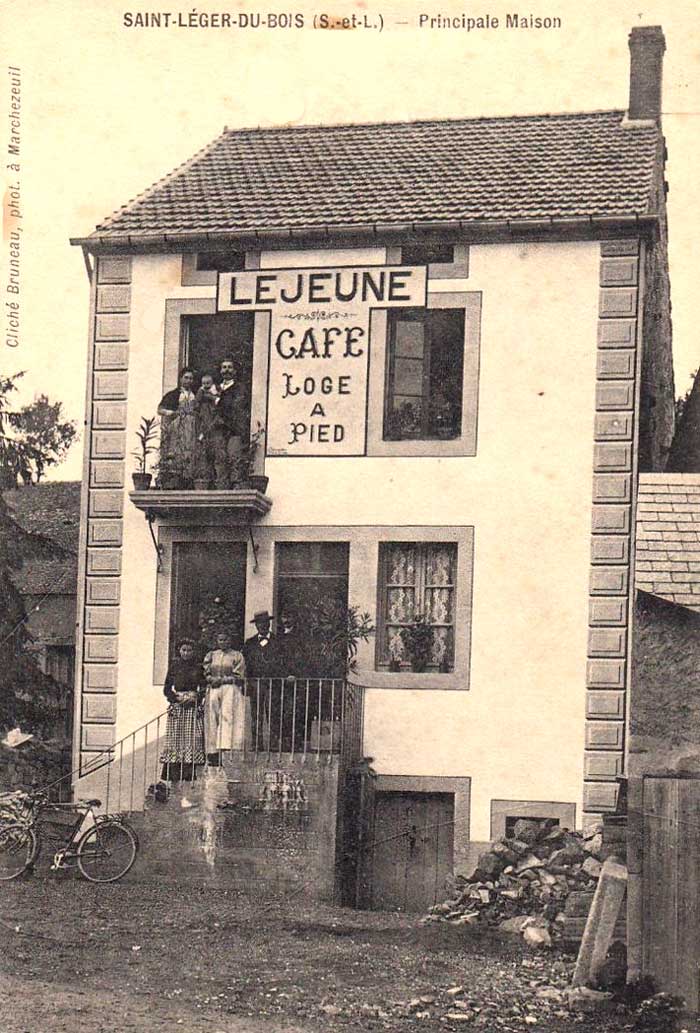 SAINT-LÉGER-DU-BOIS (S.-et-L.) — Principale Maison
Cliché Bruneau, phot. à Marchezeuil
LEJEUNE
CAFE
LOGE
A
PIED